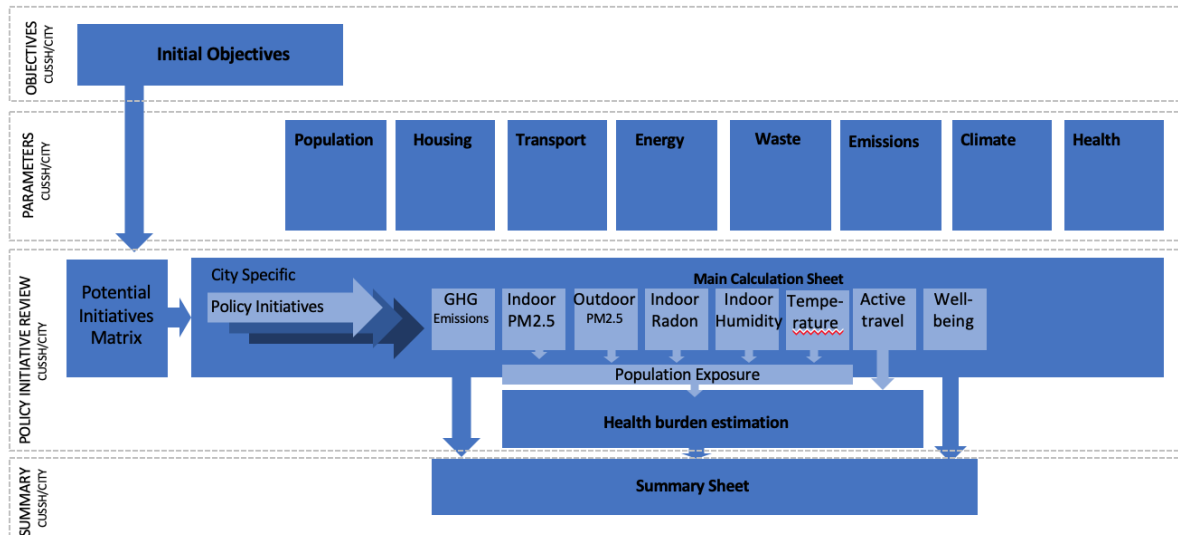 OBJECTIVES
CUSSH/CITY
Initial Objectives
PARAMETERS
CUSSH/CITY
Population
Housing
Transport
Energy
Waste
Emissions
Climate
Health
POLICY INITIATIVE REVIEW
CUSSH/CITY
Potential
Initiatives
Matrix
City Specific
Policy Initiatives
Main Calculation Sheet
GHG
Emissions
Indoor
PM2.5
Outdoor
PM2.5
Indoor
Radon
Indoor
Humidity
Tempe-
rature
Active
travel
Well-
being
Population Exposure
Health burden estimation
SUMMARY
CUSSH/CITY
Summary Sheet